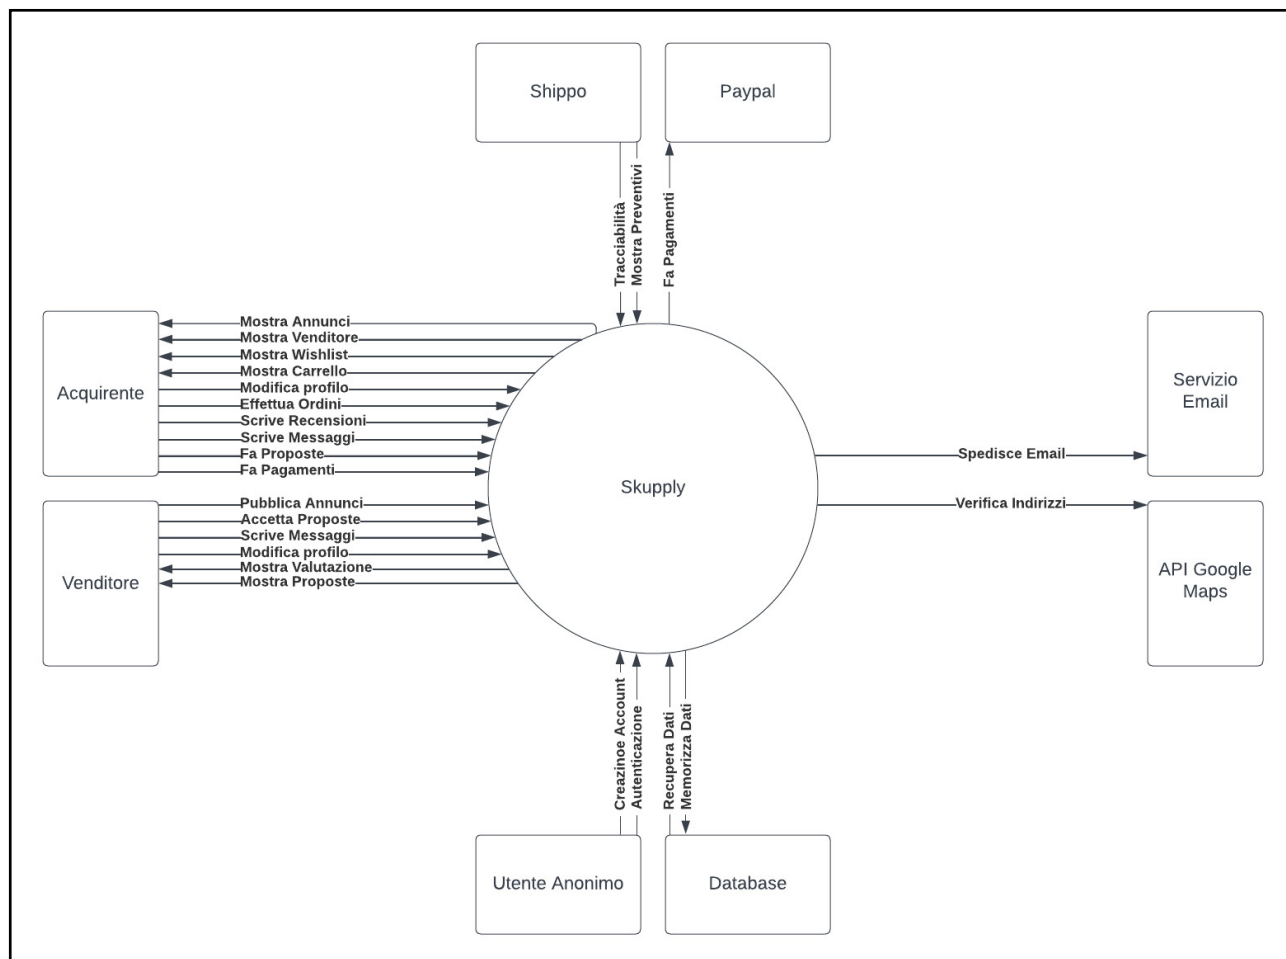 Shippo
Paypal
Tracciabilità
Mostra Preventivi
Fa Pagamenti
Acquirente
Mostra Annunci
Mostra Venditore
Mostra Wishlist
Mostra Carrello
Modifica profilo
Effettua Ordini
Scrive Recensioni
Scrive Messaggi
Fa Proposte
Fa Pagamenti
Venditore
Pubblica Annunci
Accetta Proposte
Scrive Messaggi
Modifica profilo
Mostra Valutazione
Mostra Proposte
Skupply
Spedisce Email
Verifica Indirizzi
Servizio
Email
API Google
Maps
Creazinoe Account
Autenticazione
Recupera Dati
Memorizza Dati
Utente Anonimo
Database